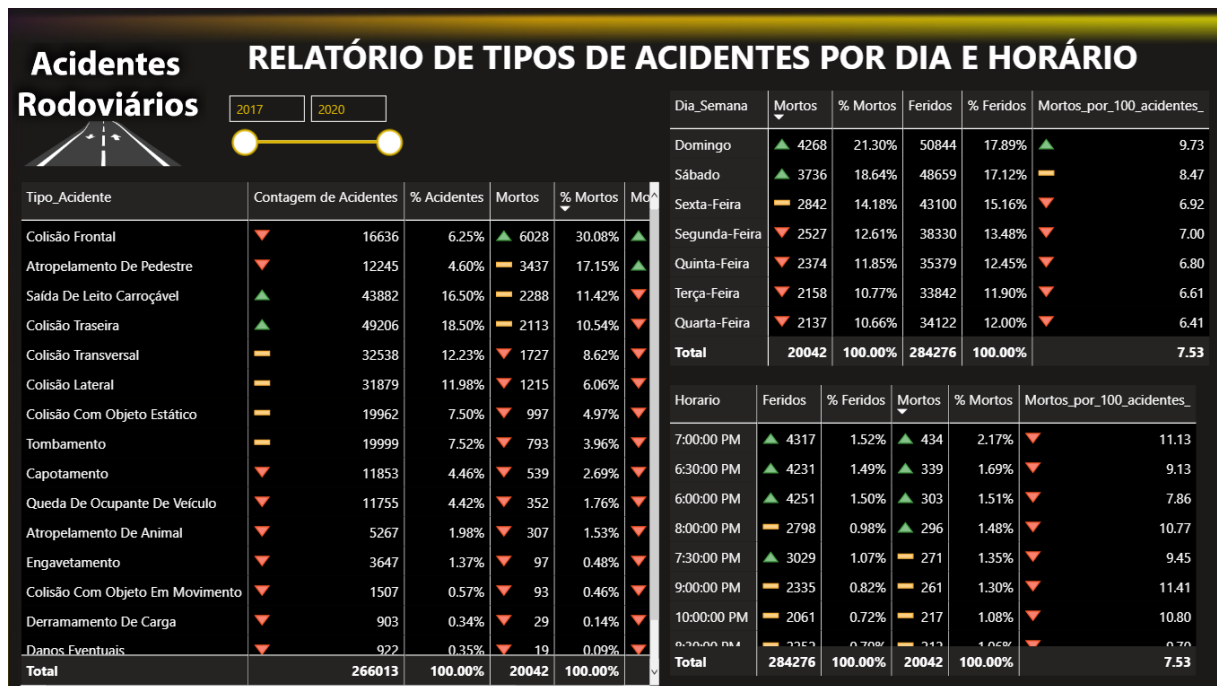 Acidentes Rodoviários
RELATÓRIO DE TIPOS DE ACIDENTES POR DIA E HORÁRIO
2017 2020
Tipo_Acidente Contagem de Acidentes % Acidentes Mortos % Mortos
Colisão Frontal 16636 6.25% 6028 30.08%
Atropelamento De Pedestre 12245 4.60% 3437 17.15%
Saída De Leito Carroçável 43882 16.50% 2288 11.42%
Colisão Traseira 49206 18.50% 2113 10.54%
Colisão Transversal 32538 12.23% 1727 8.62%
Colisão Lateral 31879 11.98% 1215 6.06%
Colisão Com Objeto Estático 19962 7.50% 997 4.97%
Tombamento 19999 7.52% 793 3.96%
Capotamento 11853 4.46% 539 2.69%
Queda De Ocupante De Veículo 11755 4.42% 352 1.76%
Atropelamento De Animal 5267 1.98% 307 1.53%
Engavetamento 3647 1.37% 97 0.48%
Colisão Com Objeto Em Movimento 1507 0.57% 93 0.46%
Derramamento De Carga 903 0.34% 29 0.14%
Danos Eventuais 922 0.35% 19 0.09%
Total 266013 100.00% 20042 100.00%
Dia_Semana Mortos % Mortos Feridos % Feridos Mortos_por_100_acidentes_
Domingo 4268 21.30% 50844 17.89% 9.73
Sábado 3736 18.64% 48659 17.12% 8.47
Sexta-Feira 2842 14.18% 43100 15.16% 6.92
Segunda-Feira 2527 12.61% 38330 13.48% 7.00
Quinta-Feira 2374 11.85% 35379 12.45% 6.80
Terça-Feira 2158 10.77% 33842 11.90% 6.61
Quarta-Feira 2137 10.66% 34122 12.00% 6.41
Total 20042 100.00% 284276 100.00% 7.53
Horario Feridos % Feridos Mortos % Mortos Mortos_por_100_acidentes_
7:00:00 PM 4317 1.52% 434 2.17% 11.13
6:30:00 PM 4231 1.49% 339 1.69% 9.13
6:00:00 PM 4251 1.50% 303 1.51% 7.86
8:00:00 PM 2798 0.98% 296 1.48% 10.77
7:30:00 PM 3029 1.07% 271 1.35% 9.45
9:00:00 PM 2335 0.82% 261 1.30% 11.41
10:00:00 PM 2061 0.72% 217 1.08% 10.80
Total 284276 100.00% 20042 100.00% 7.53